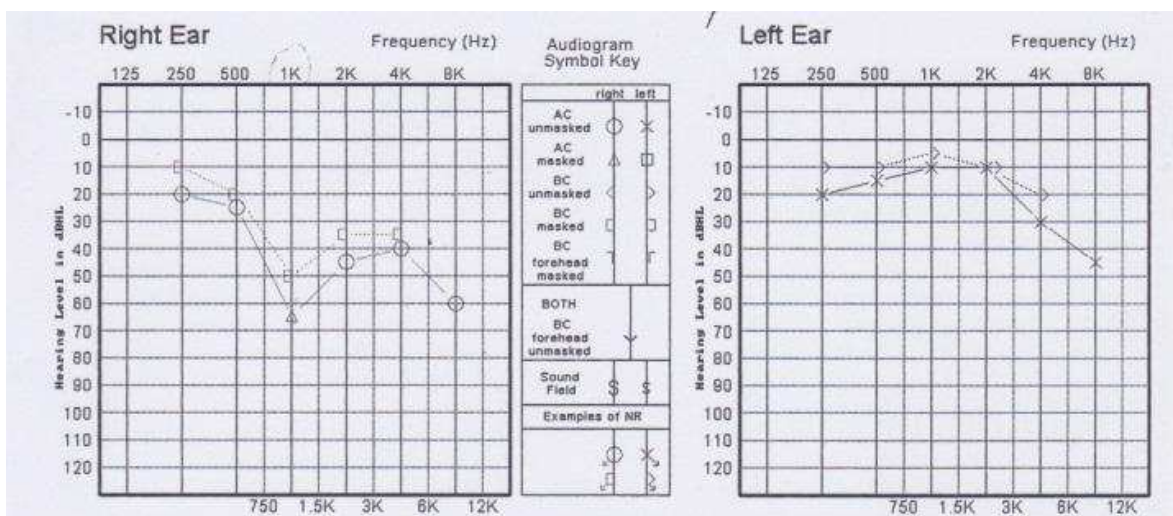 Right Ear
Frequency (Hz)
125 250 500 1K 2K 4K 8K
-10
0
10
20
30
40
50
60
70
80
90
100
110
120
Hearing Level in dBHL
750 1.5K 3K 6K 12K
Audiogram
Symbol Key
right left
AC
unmasked
AC
masked
BC
unmasked
BC
masked
BC
forehead
masked
BOTH
BC
forehead
unmasked
Sound
Field
S s
Examples of NR
Left Ear
Frequency (Hz)
125 250 500 1K 2K 4K 8K
-10
0
10
20
30
40
50
60
70
80
90
100
110
120
Hearing Level in dBHL
750 1.5K 3K 6K 12K